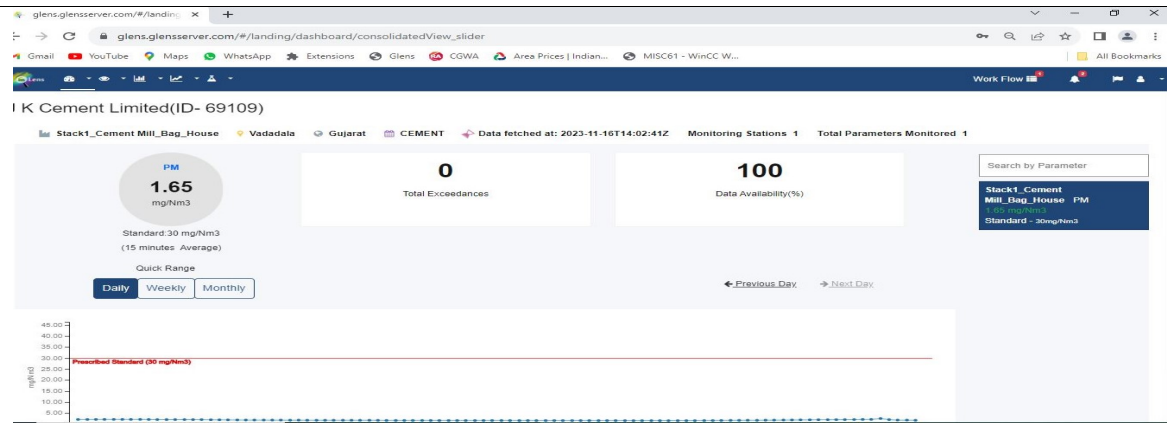 glens.glensserver.com/#/landing
glens.glensserver.com/#/landing/dashboard/consolidatedView_slider
Gmail YouTube Maps WhatsApp Extensions Glens CGWA Area Prices | Indian... MISC61 - WinCC W... All Bookmarks
Work Flow
K Cement Limited(ID- 69109)
Stack1_Cement Mill_Bag_House Vadadala Gujarat CEMENT Data fetched at: 2023-11-16T14:02:41Z Monitoring Stations 1 Total Parameters Monitored 1
PM
1.65
mg/Nm3
Standard:30 mg/Nm3
(15 minutes Average)
0
Total Exceedances
100
Data Availability(%)
Search by Parameter
Stack1_Cement
Mill_Bag_House PM
1.65 mg/Nm3
Standard - 30mg/Nm3
Quick Range
Daily Weekly Monthly
Previous Day Next Day
45.00
40.00
35.00
30.00
Prescribed Standard (30 mg/Nm3)
25.00
20.00
15.00
10.00
5.00
mg/Nm3